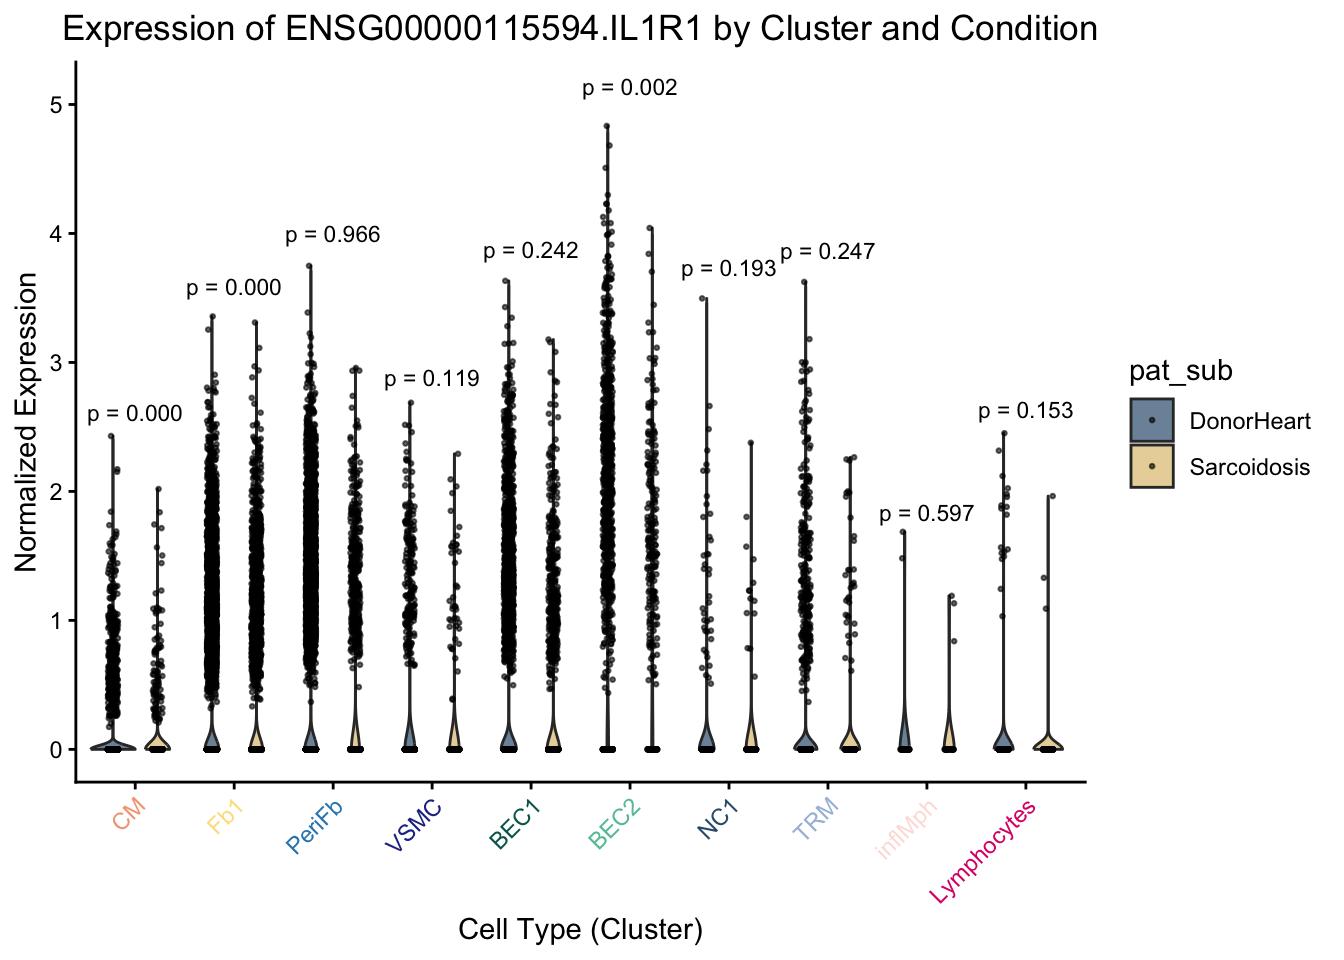 Expression of ENSG00000115594.IL1R1 by Cluster and Condition
Normalized Expression
5
4
3
2
1
0
p = 0.000
p = 0.000
p = 0.966
p = 0.119
p = 0.242
p = 0.002
p = 0.193
p = 0.247
p = 0.597
p = 0.153
CM
Fb1
PeriFb
VSMC
BEC1
BEC2
NC1
TRM
inflMph
Lymphocytes
Cell Type (Cluster)
pat_sub
DonorHeart
Sarcoidosis